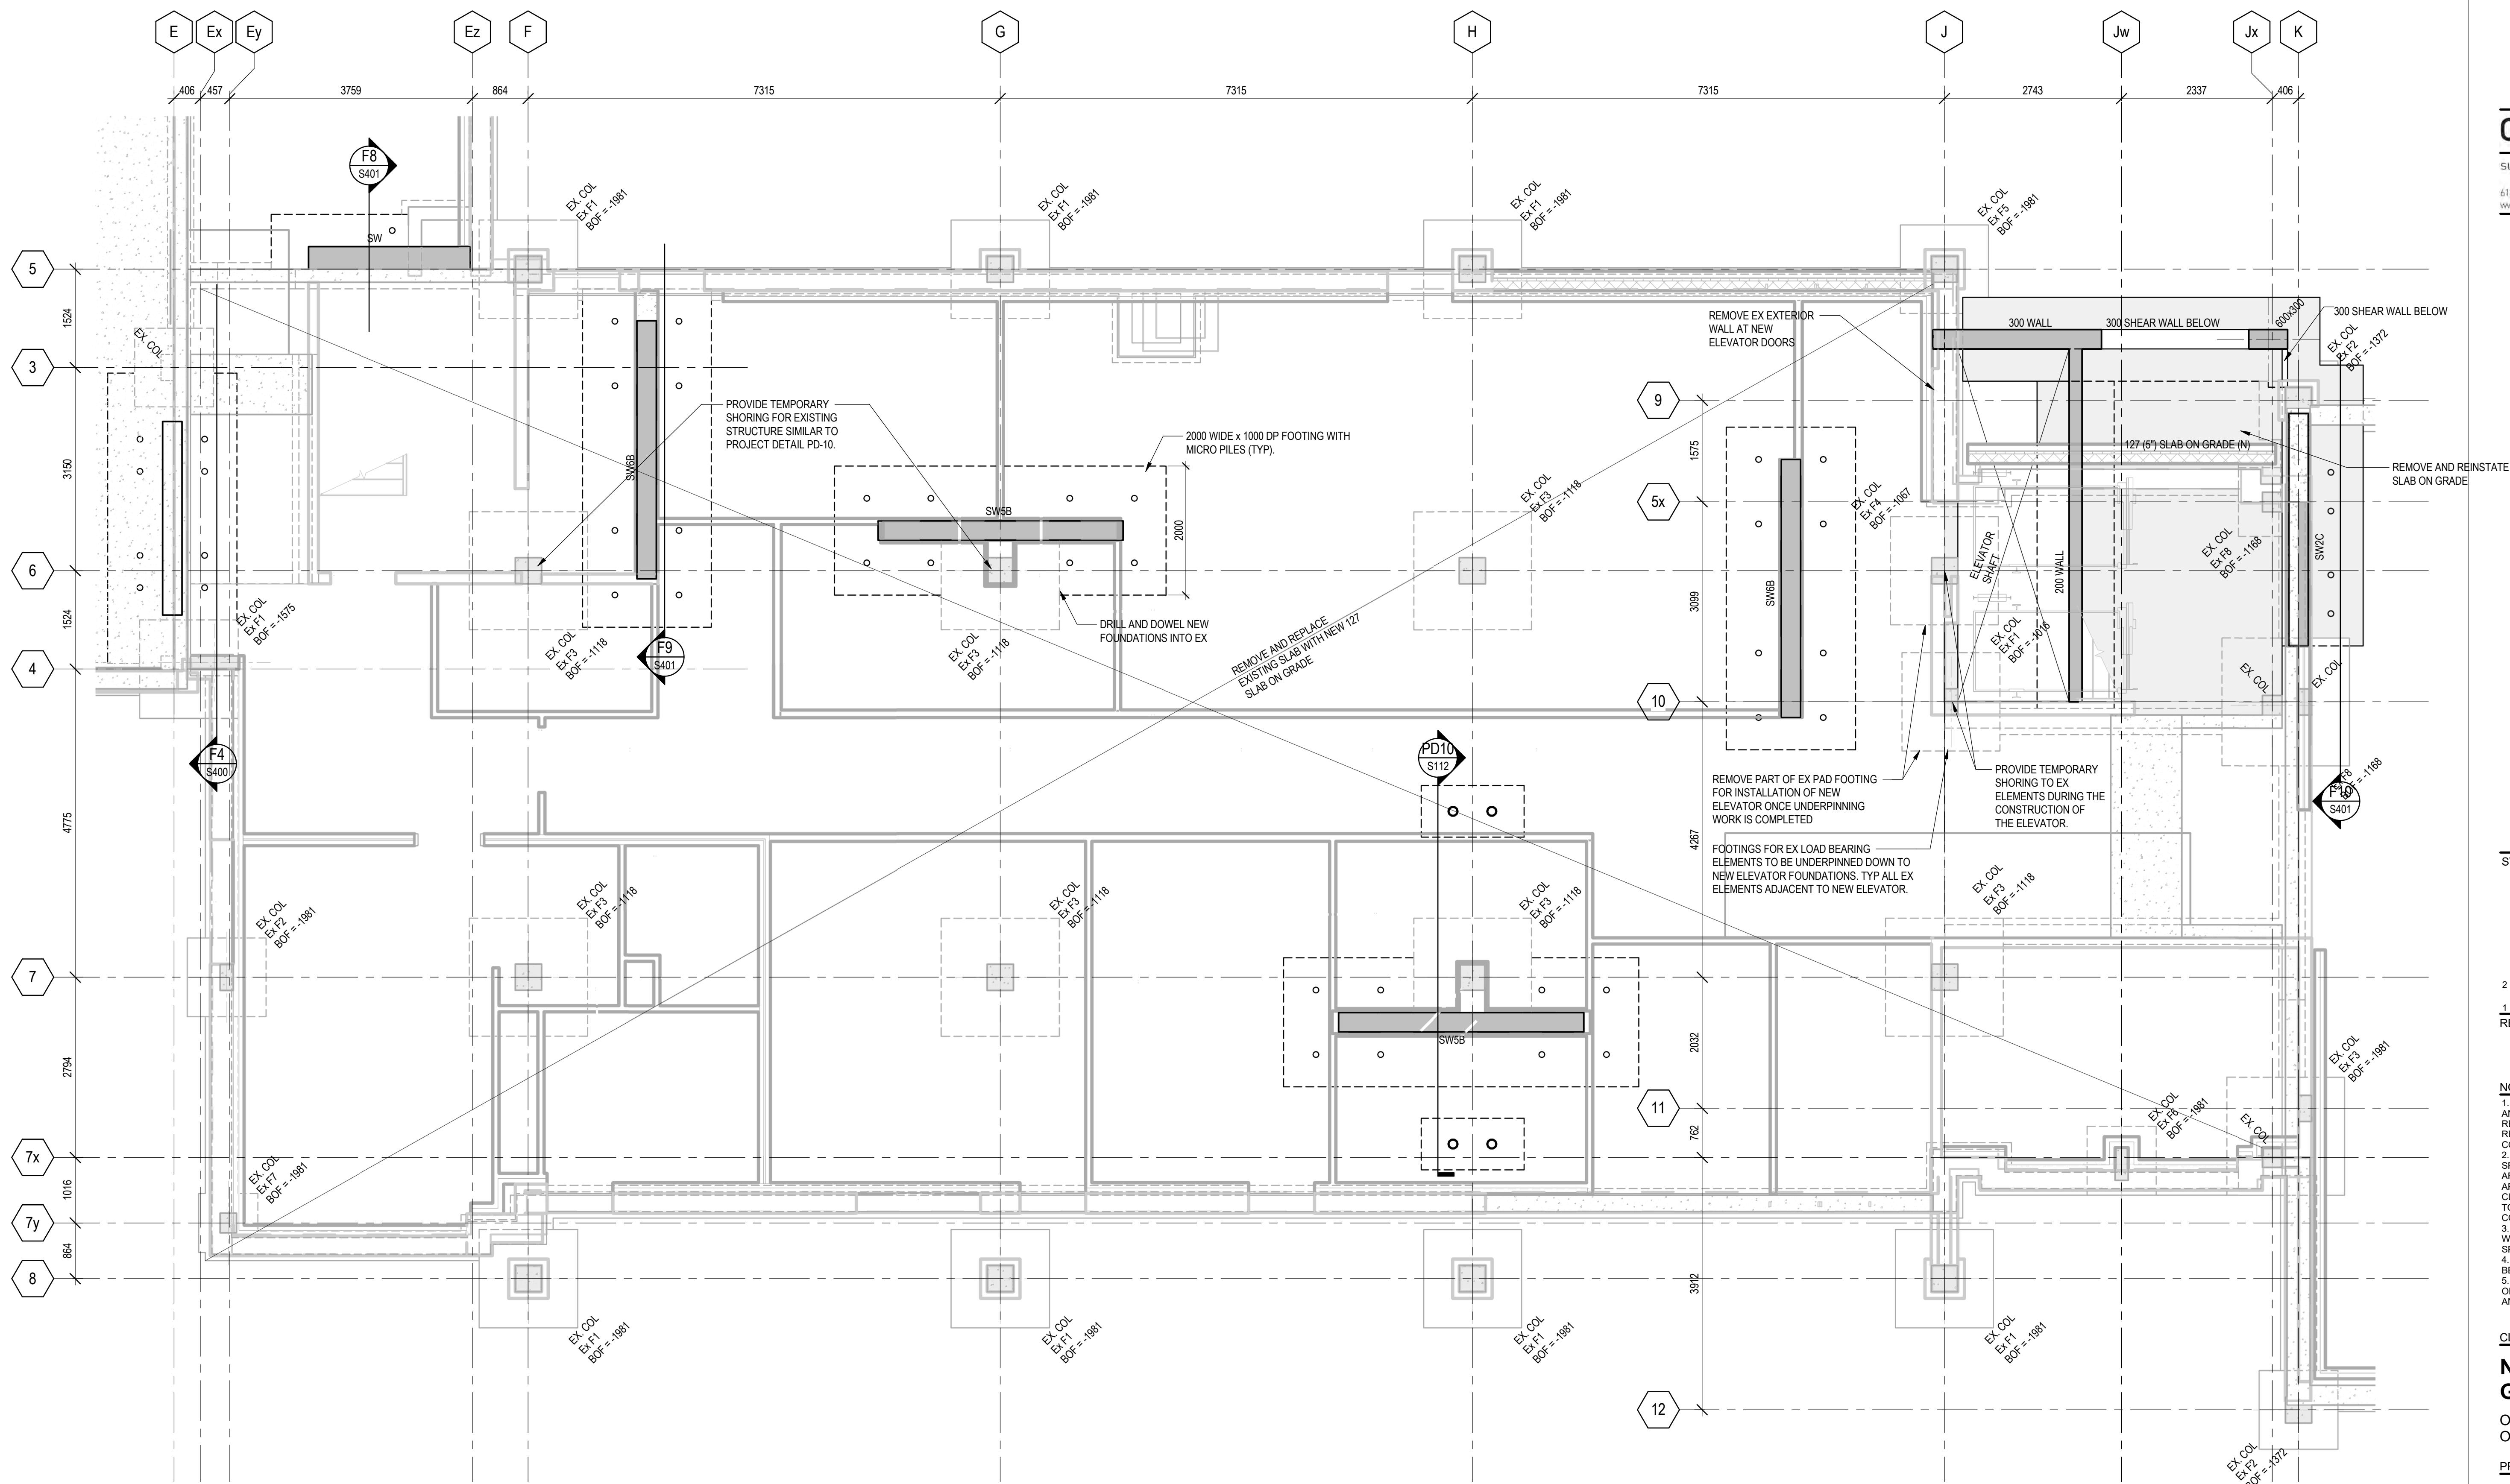 E
Ex
Ey
Ez
F
G
H
J
Jw
Jx
K
406
457
3759
864
7315
7315
7315
2743
2337
406
F8
S401
SW
EX. COL
Ex F1
BOF = -1981
EX. COL
Ex F1
BOF = -1981
EX. COL
Ex F1
BOF = -1981
EX. COL
Ex F5
BOF = -1981
5
1524
3
3150
6
1524
4
4775
7
2794
7x
1016
7y
864
8
EX. COL
REMOVE EX EXTERIOR
WALL AT NEW
ELEVATOR DOORS
300 WALL
300 SHEAR WALL BELOW
600x300
300 SHEAR WALL BELOW
EX. COL
Ex F2
BOF = -1372
PROVIDE TEMPORARY
SHORING FOR EXISTING
STRUCTURE SIMILAR TO
PROJECT DETAIL PD-10.
2000 WIDE x 1000 DP FOOTING WITH
MICRO PILES (TYP).
SW6B
SW5B
2000
9
1575
5x
3099
10
4267
2032
11
762
3912
12
127 (5") SLAB ON GRADE (N)
REMOVE AND REINSTATE
SLAB ON GRADE
EX. COL
Ex F3
BOF = -1118
EX. COL
Ex F4
BOF = -1067
SW6B
ELEVATOR
SHAFT
200 WALL
EX. COL
Ex F8
BOF = -1168
SW2C
EX. COL
Ex F1
BOF = -1016
EX. COL
EX. COL
EX. COL
Ex F1
BOF = -1575
EX. COL
Ex F3
BOF = -1118
F9
S401
EX. COL
Ex F3
BOF = -1118
DRILL AND DOWEL NEW
FOUNDATIONS INTO EX
REMOVE AND REPLACE
EXISTING SLAB WITH NEW 127
SLAB ON GRADE
F4
S400
PD10
S112
REMOVE PART OF EX PAD FOOTING
FOR INSTALLATION OF NEW
ELEVATOR ONCE UNDERPINNING
WORK IS COMPLETED
PROVIDE TEMPORARY
SHORING TO EX
ELEMENTS DURING THE
CONSTRUCTION OF
THE ELEVATOR.
Ex F8
BOF = -1168
F10
S401
FOOTINGS FOR EX LOAD BEARING
ELEMENTS TO BE UNDERPINNED DOWN TO
NEW ELEVATOR FOUNDATIONS. TYP ALL EX
ELEMENTS ADJACENT TO NEW ELEVATOR.
EX. COL
Ex F2
BOF = -1981
EX. COL
Ex F3
BOF = -1118
EX. COL
Ex F3
BOF = -1118
EX. COL
Ex F3
BOF = -1118
EX. COL
Ex F3
BOF = -1118
SW5B
EX. COL
Ex F3
BOF = -1981
EX. COL
Ex F6
BOF = -1981
EX. COL
EX. COL
Ex F7
BOF = -1981
EX. COL
Ex F1
BOF = -1981
EX. COL
Ex F1
BOF = -1981
EX. COL
Ex F1
BOF = -1981
EX. COL
Ex F1
BOF = -1981
EX. COL
Ex F2
BOF = -1372
2
1
1.
2.
3.
4.
5.